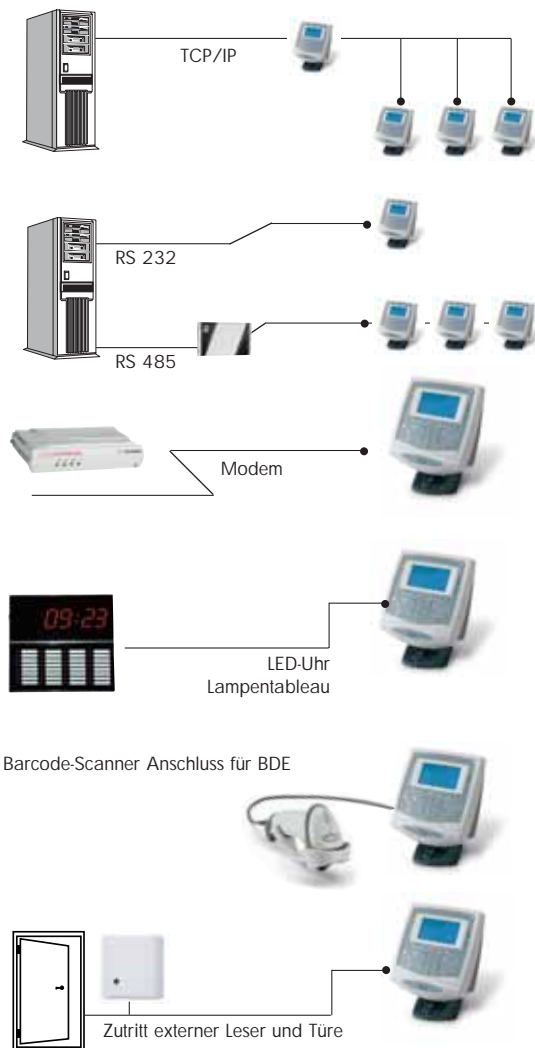 TCP/IP
RS 232
RS 485
Modem
09:23
LED-Uhr
Lampentableau
Barcode-Scanner Anschluss für BDE
Zutritt externer Leser und Türe